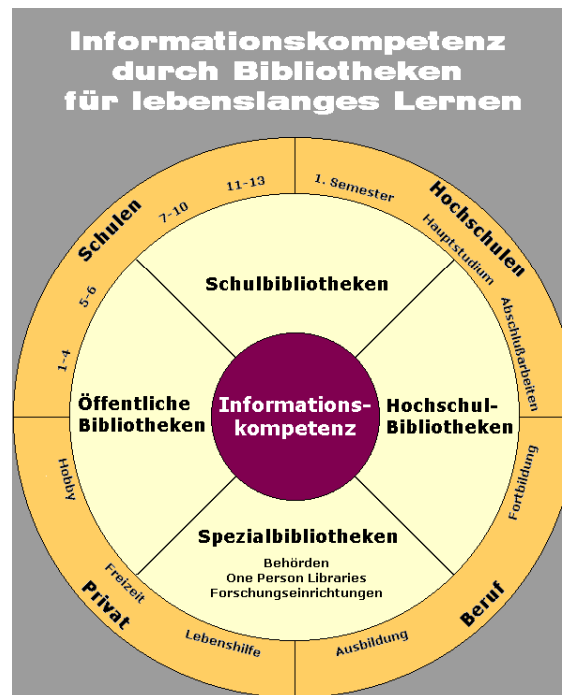 Informationskompetenz
durch Bibliotheken
für lebenslanges Lernen
Schulen
1-4
5-6
7-10
11-13
Hochschulen
1. Semester
Hauptstudium
Abschlußarbeiten
Schulbibliotheken
Öffentliche
Bibliotheken
Informations-
kompetenz
Hochschul-
Bibliotheken
Spezialbibliotheken
Behörden
One Person Libraries
Forschungseinrichtungen
Privat
Hobby
Freizeit
Lebenshilfe
Beruf
Ausbildung
Fortbildung